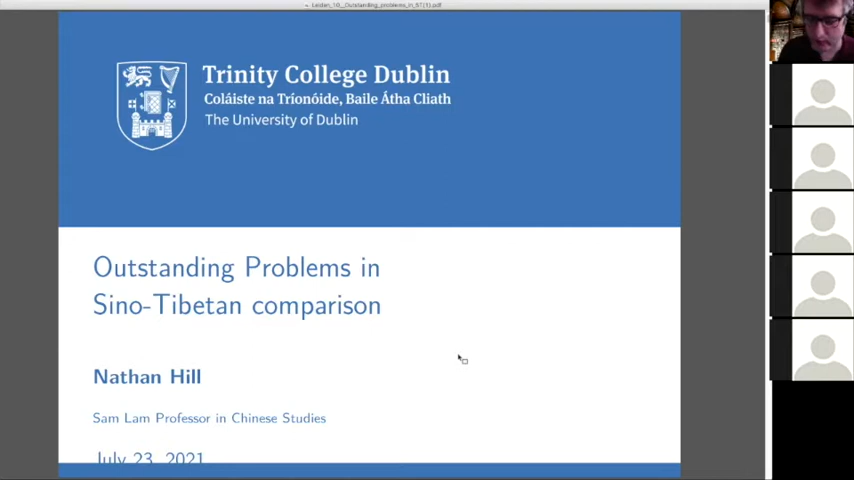 Leiden_10__Outstanding_problems_in_ST(1).pdf
Trinity College Dublin
Coláiste na Tríonóide, Baile Átha Cliath
The University of Dublin
Outstanding Problems in
Sino-Tibetan comparison
Nathan Hill
Sam Lam Professor in Chinese Studies
July 23, 2021